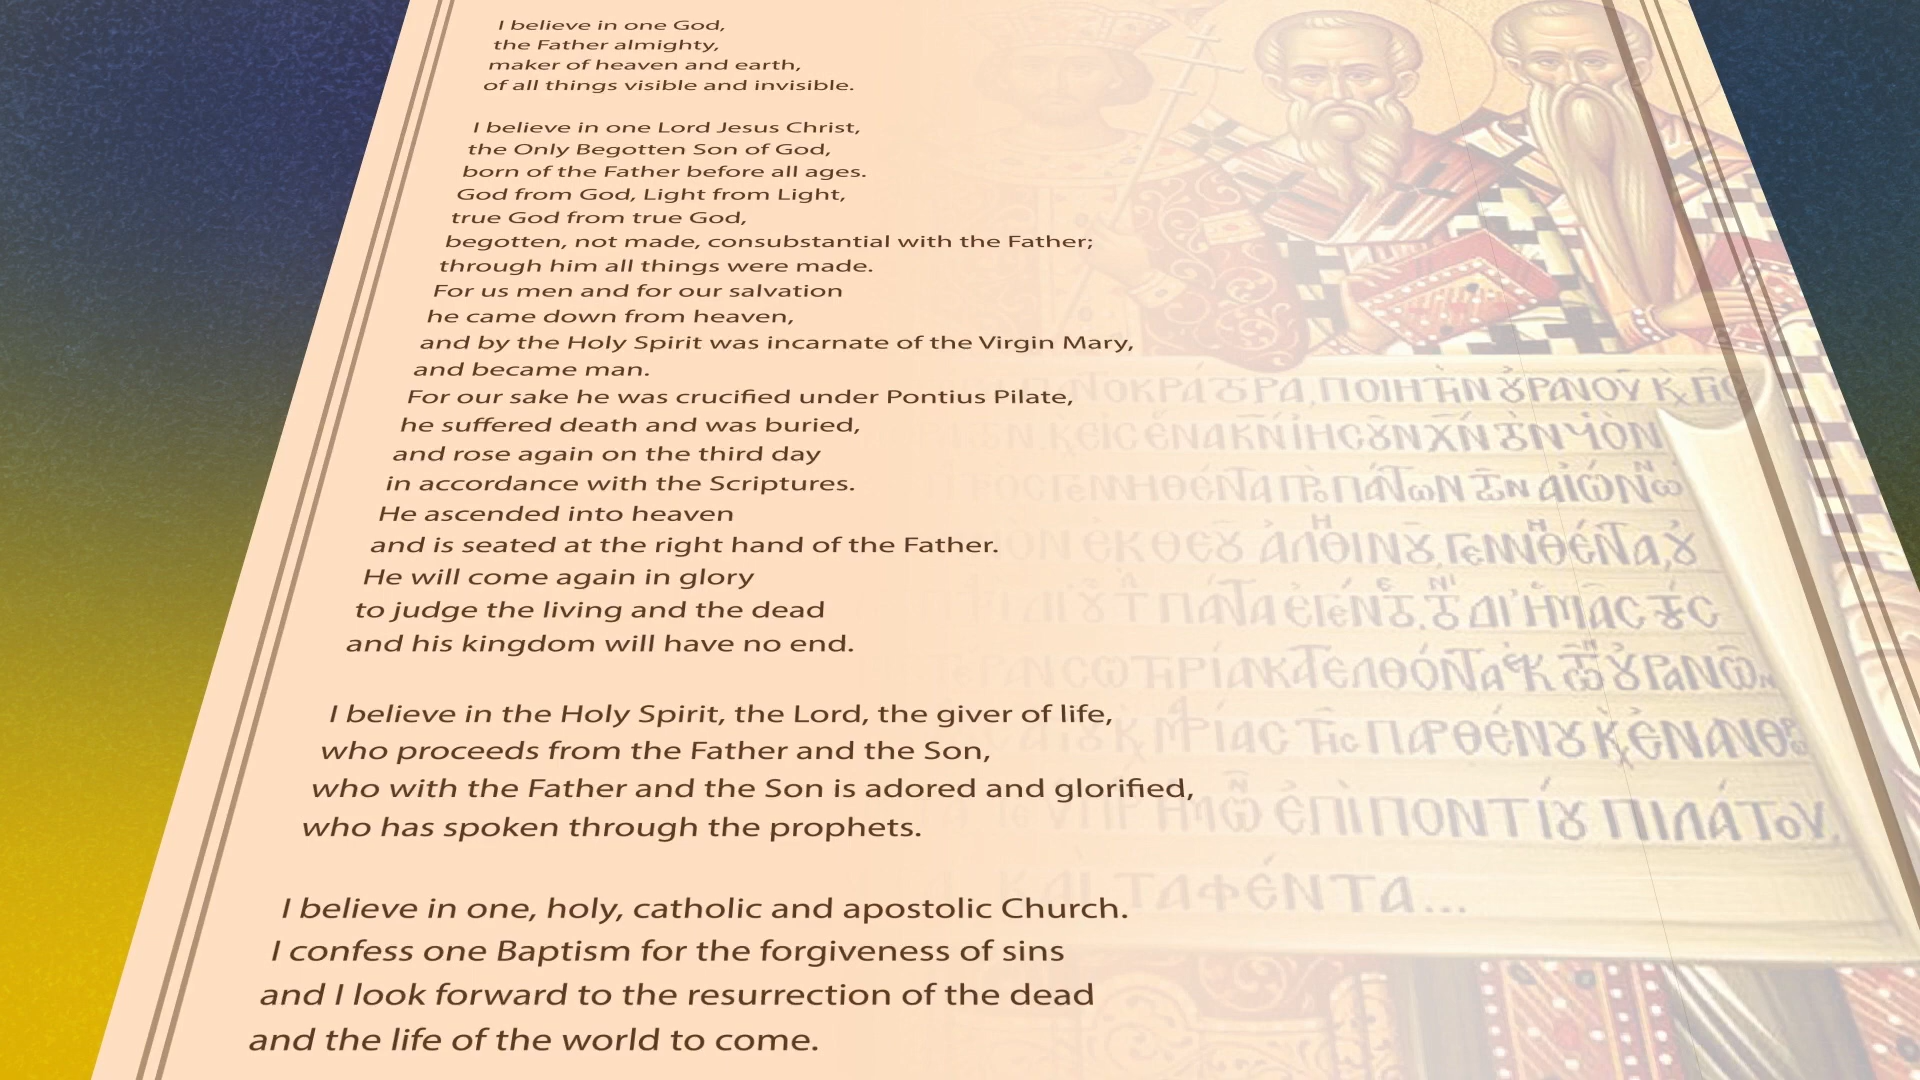 I believe in one God,
the Father almighty,
maker of heaven and earth,
of all things visible and invisible.
I believe in one Lord Jesus Christ,
the Only Begotten Son of God,
born of the Father before all ages.
God from God, Light from Light,
true God from true God,
begotten, not made, consubstantial with the Father;
through him all things were made.
For us men and for our salvation
he came down from heaven,
and by the Holy Spirit was incarnate of the Virgin Mary,
and became man.
For our sake he was crucified under Pontius Pilate,
he suffered death and was buried,
and rose again on the third day
in accordance with the Scriptures.
He ascended into heaven
and is seated at the right hand of the Father.
He will come again in glory
to judge the living and the dead
and his kingdom will have no end.
I believe in the Holy Spirit, the Lord, the giver of life,
who proceeds from the Father and the Son,
who with the Father and the Son is adored and glorified,
who has spoken through the prophets.
I believe in one, holy, catholic and apostolic Church.
I confess one Baptism for the forgiveness of sins
and I look forward to the resurrection of the dead
and the life of the world to come.
ΠΟΝΤΊȣ ΠΙΛΆΤΟΥ,
ΤΑΦΈΝΤΑ...